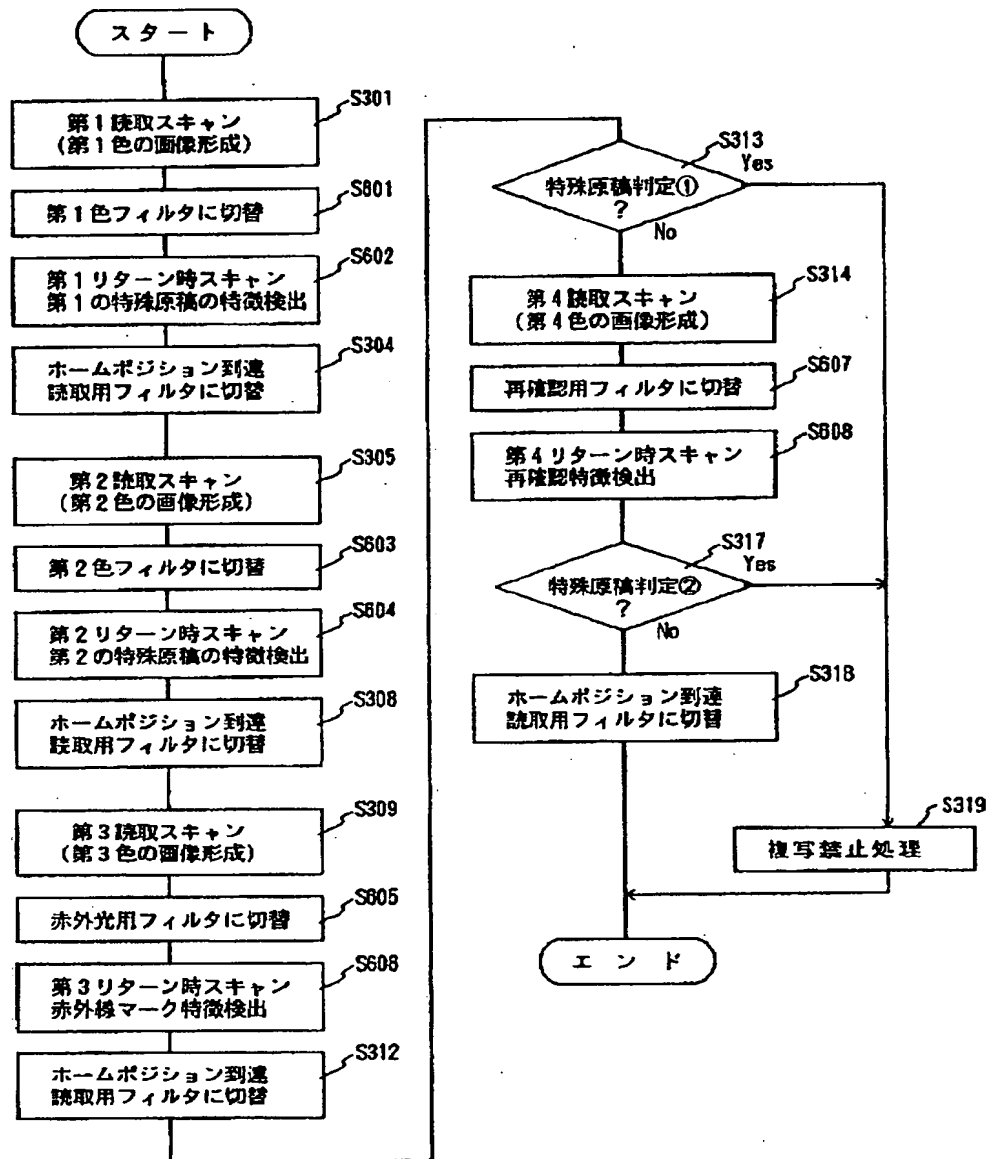 スタート
S301
第1読取スキャン
(第1色の画像形成)
S601
第1色フィルタに切替
S602
第1リターン時スキャン
第1の特殊原稿の特徴検出
S304
ホームポジション到達
読取用フィルタに切替
S305
第2読取スキャン
(第2色の画像形成)
S603
第2色フィルタに切替
S604
第2リターン時スキャン
第2の特殊原稿の特徴検出
S308
ホームポジション到達
読取用フィルタに切替
S309
第3読取スキャン
(第3色の画像形成)
S605
赤外光用フィルタに切替
S606
第3リターン時スキャン
赤外線マーク特徴検出
S312
ホームポジション到達
読取用フィルタに切替
S313
Yes
特殊原稿判定①
?
No
S314
第4読取スキャン
(第4色の画像形成)
S607
再確認用フィルタに切替
S608
第4リターン時スキャン
再確認特徴検出
S317
Yes
特殊原稿判定②
?
No
S318
ホームポジション到達
読取用フィルタに切替
S319
複写禁止処理
エンド